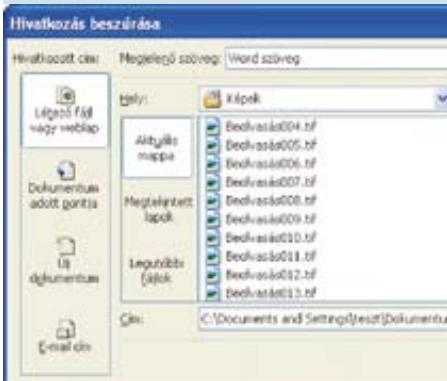 Hivatkozás beszúrása
Hivatkozott cím:
Megjelenő szöveg: Word szöveg
Létező fájl
vagy weblap
Dokumentum
adott pontja
Új
dokumentum
E-mail cím
Hely: Képek
Aktuális
mappa
Megtekintett
lapok
Legutóbbi
fájlok
Beolvasás004.tif
Beolvasás005.tif
Beolvasás006.tif
Beolvasás007.tif
Beolvasás008.tif
Beolvasás009.tif
Beolvasás010.tif
Beolvasás011.tif
Beolvasás012.tif
Beolvasás013.tif
Cím: C:\Documents and Settings\teszt\Dokumentu